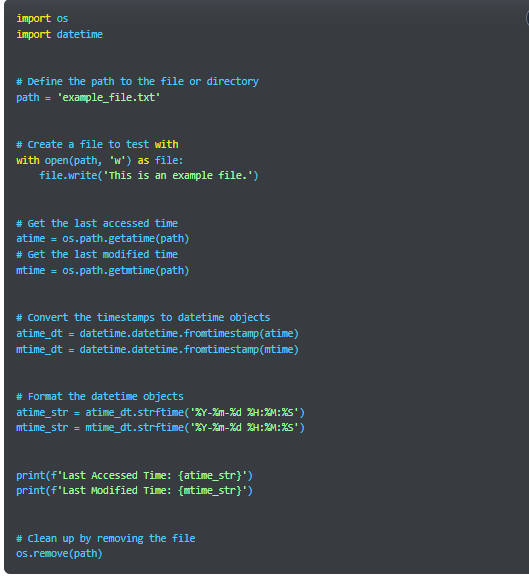 import os
import datetime
# Define the path to the file or directory
path = 'example_file.txt'
# Create a file to test with
with open(path, 'w') as file:
    file.write('This is an example file.')
# Get the last accessed time
atime = os.path.getatime(path)
# Get the last modified time
mtime = os.path.getmtime(path)
# Convert the timestamps to datetime objects
atime_dt = datetime.datetime.fromtimestamp(atime)
mtime_dt = datetime.datetime.fromtimestamp(mtime)
# Format the datetime objects
atime_str = atime_dt.strftime('%Y-%m-%d %H:%M:%S')
mtime_str = mtime_dt.strftime('%Y-%m-%d %H:%M:%S')
print(f'Last Accessed Time: {atime_str}')
print(f'Last Modified Time: {mtime_str}')
# Clean up by removing the file
os.remove(path)